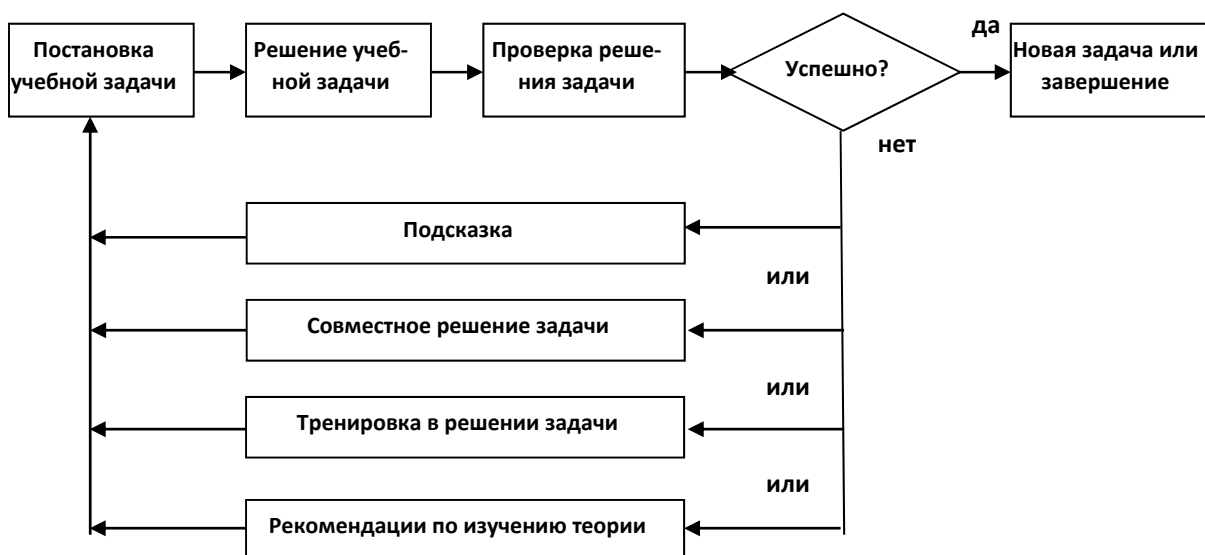 Постановка
учебной задачи
Решение учеб-
ной задачи
Проверка реше-
ния задачи
Успешно?
да
Новая задача или
завершение
нет
Подсказка
или
Совместное решение задачи
или
Тренировка в решении задачи
или
Рекомендации по изучению теории